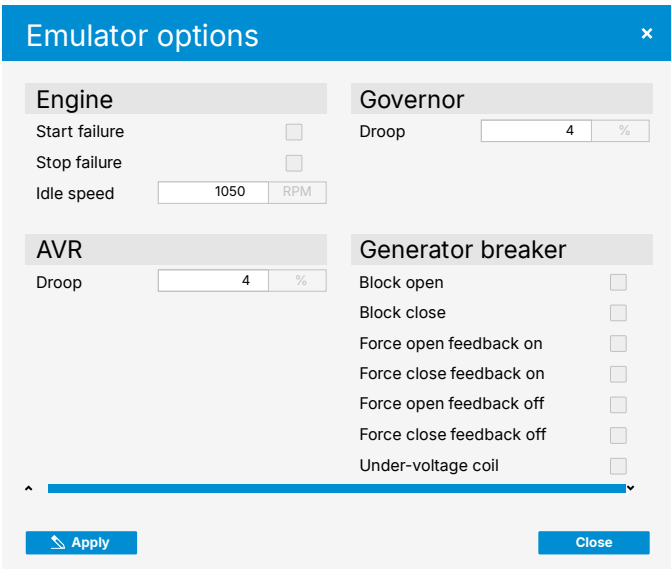 Emulator options
Engine
Start failure
Stop failure
Idle speed 1050 RPM
Governor
Droop 4 %
AVR
Droop 4 %
Generator breaker
Block open
Block close
Force open feedback on
Force close feedback on
Force open feedback off
Force close feedback off
Under-voltage coil
Apply
Close